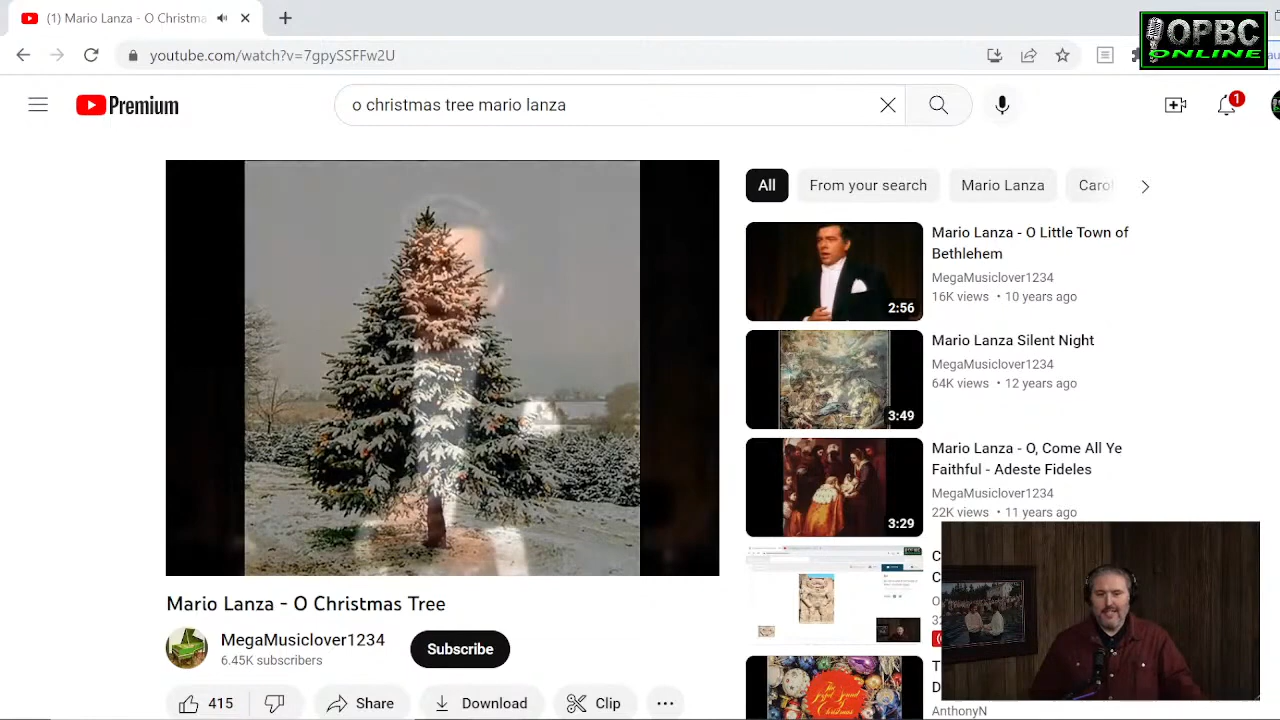 (1) Mario Lanza - O Christma
OPBC
ONLINE
youtube.com/watch?v=7gpySSFFw2U
Premium
o christmas tree mario lanza
1
All
From your search
Mario Lanza
Carol
Mario Lanza - O Little Town of
Bethlehem
MegaMusiclover1234
16K views • 10 years ago
2:56
Mario Lanza Silent Night
MegaMusiclover1234
64K views • 12 years ago
3:49
Mario Lanza - O, Come All Ye
Faithful - Adeste Fideles
MegaMusiclover1234
22K views • 11 years ago
3:29
Mario Lanza - O Christmas Tree
MegaMusiclover1234
6.45K subscribers
Subscribe
415
Share
Download
Clip
The
Sound
Christmas
AnthonyN